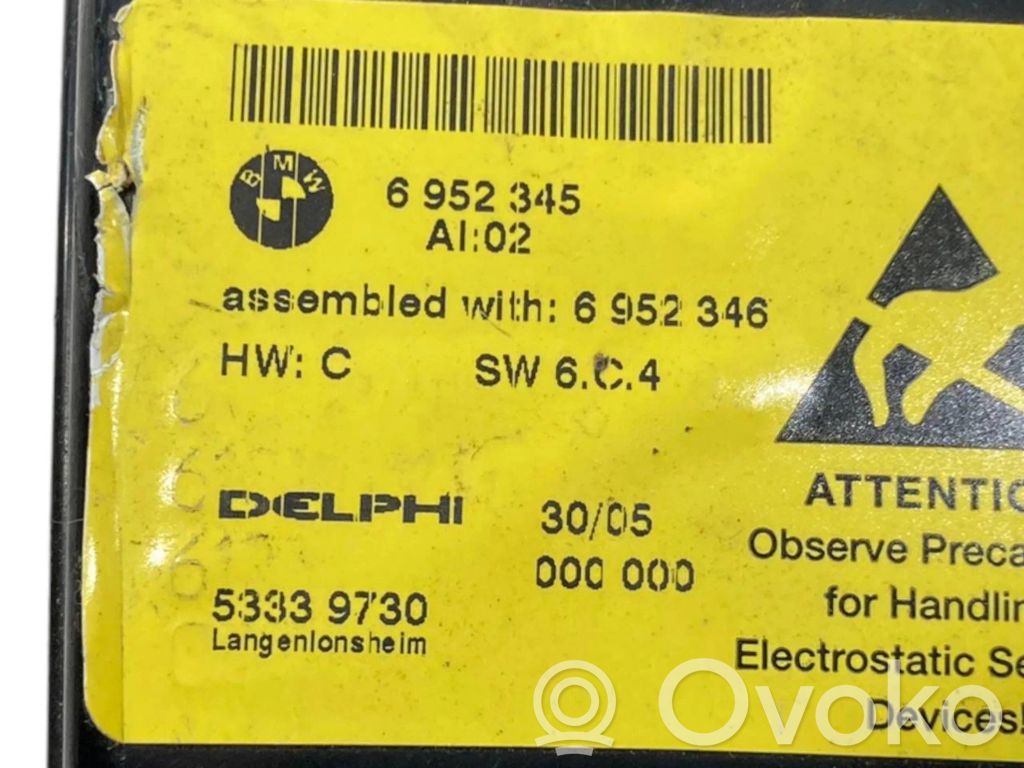 BMW
6 952 345
AI:02
assembled with: 6 952 346
HW: C SW 6.C.4
DELPHI 30/05
000 000
5333 9730
Langenlonsheim
ATTENTIO
Observe Preca
for Handlin
Electrostatic Se
Devices!
Ovoko